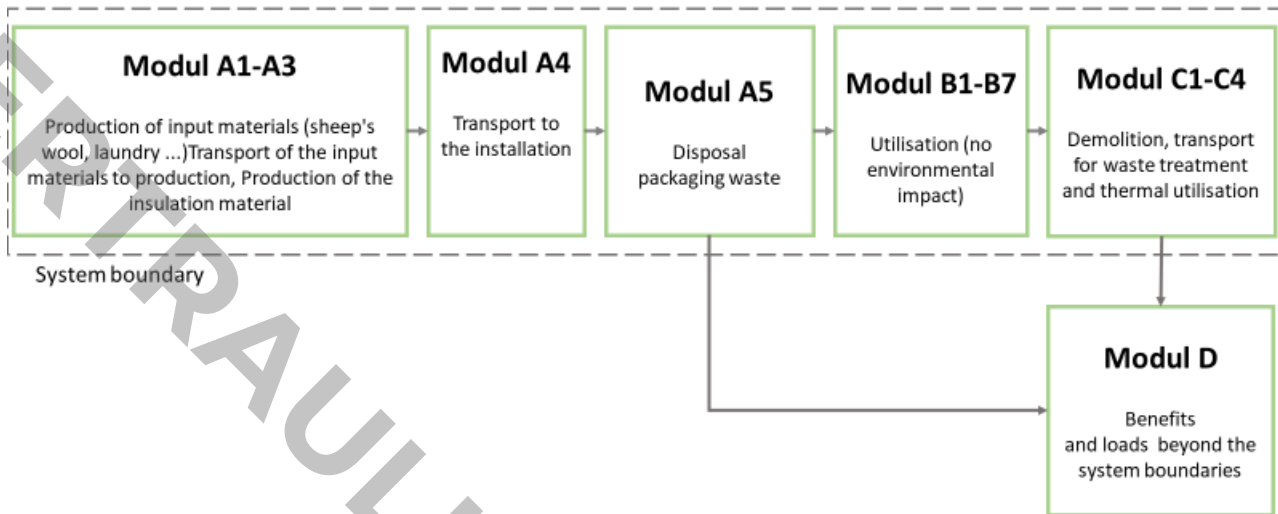 Modul A1-A3
Production of input materials (sheep's
wool, laundry ...)Transport of the input
materials to production, Production of the
insulation material
Modul A4
Transport to
the installation
Modul A5
Disposal
packaging waste
Modul B1-B7
Utilisation (no
environmental
impact)
Modul C1-C4
Demolition, transport
for waste treatment
and thermal utilisation
System boundary
Modul D
Benefits
and loads  beyond the
system boundaries